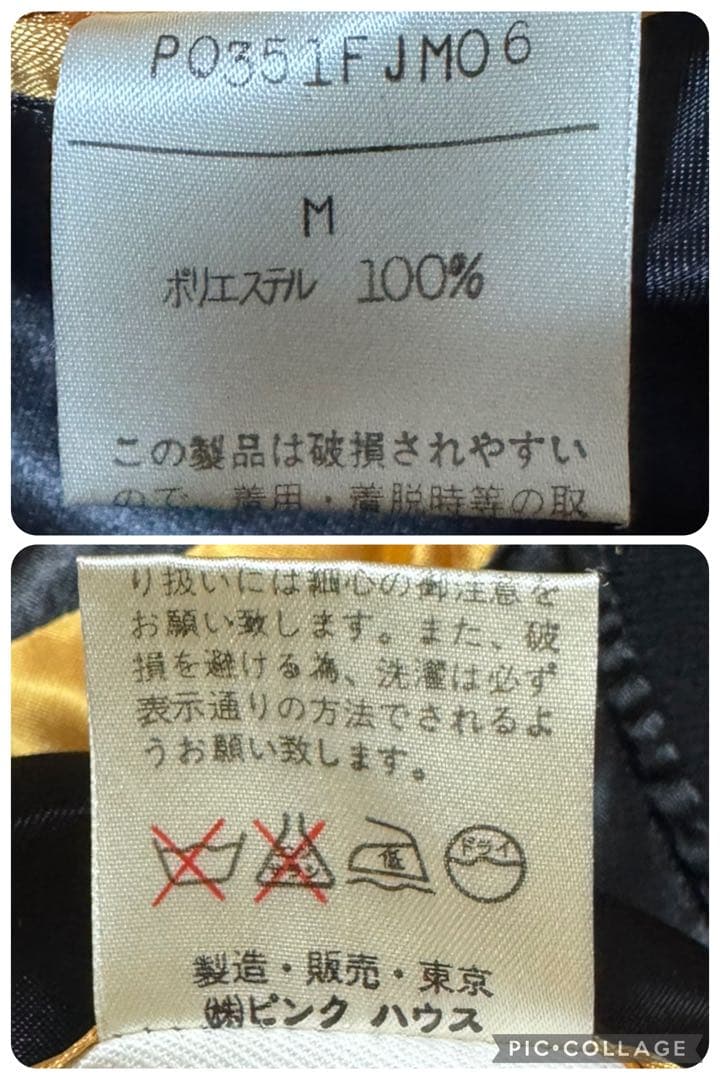 P0351FJM06
M
ポリエステル 100%
この製品は破損されやすい
ので、着用・着脱時等の取
り扱いには細心の御注意を
お願い致します。また、破
損を避ける為、洗濯は必ず
表示通りの方法でされるよ
うお願い致します。
低 ドライ
製造・販売・東京
㈱ピンク ハウス
PIC•COLLAGE